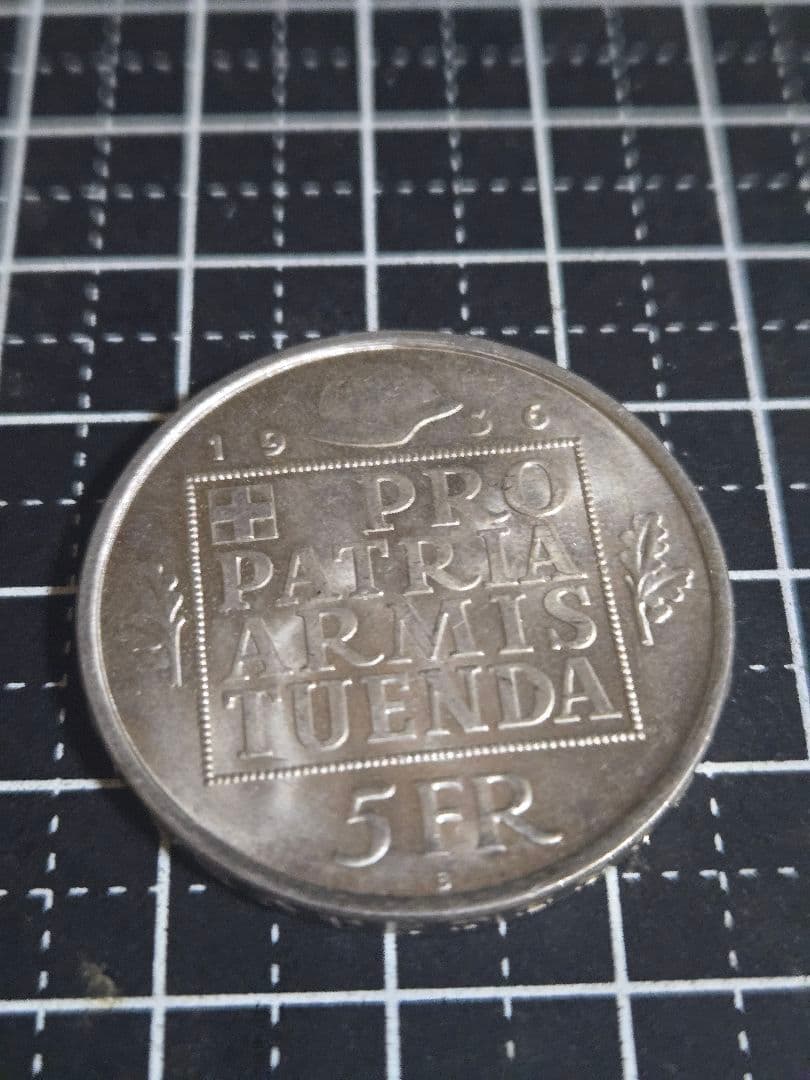 1936
PRO
PATRIA
ARMIS
TUENDA
5 FR
B